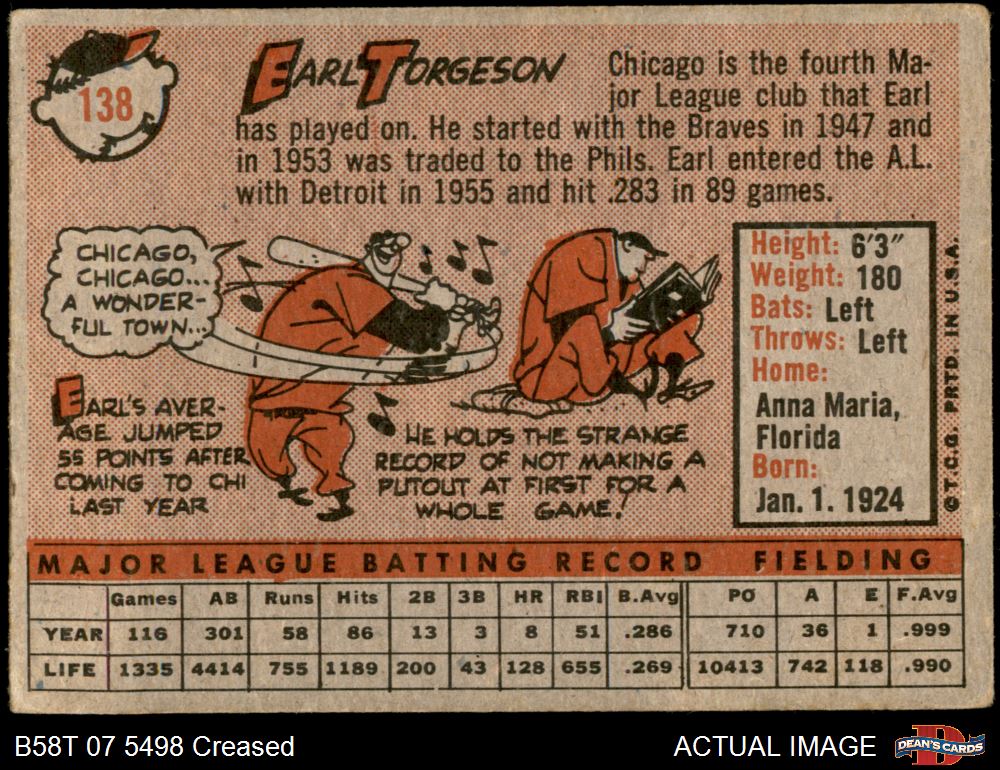 138
EARL TORGESON
Chicago is the fourth Ma-
jor League club that Earl
has played on. He started with the Braves in 1947 and
in 1953 was traded to the Phils. Earl entered the A.L.
with Detroit in 1955 and hit .283 in 89 games.
CHICAGO,
CHICAGO...
A WONDER-
FUL TOWN...
EARL'S AVER-
AGE JUMPED
55 POINTS AFTER
COMING TO CHI
LAST YEAR
HE HOLDS THE STRANGE
RECORD OF NOT MAKING A
PUTOUT AT FIRST FOR A
WHOLE GAME!
Height: 6'3"
Weight: 180
Bats: Left
Throws: Left
Home:
Anna Maria,
Florida
Born:
Jan. 1. 1924
© T.C.G. PRTD. IN U.S.A.
MAJOR LEAGUE BATTING RECORD FIELDING
Games AB Runs Hits 2B 3B HR RBI B.Avg PO A E F.Avg
YEAR 116 301 58 86 13 3 8 51 .286 710 36 1 .999
LIFE 1335 4414 755 1189 200 43 128 655 .269 10413 742 118 .990
B58T 07 5498 Creased
ACTUAL IMAGE
D
DEAN'S CARDS